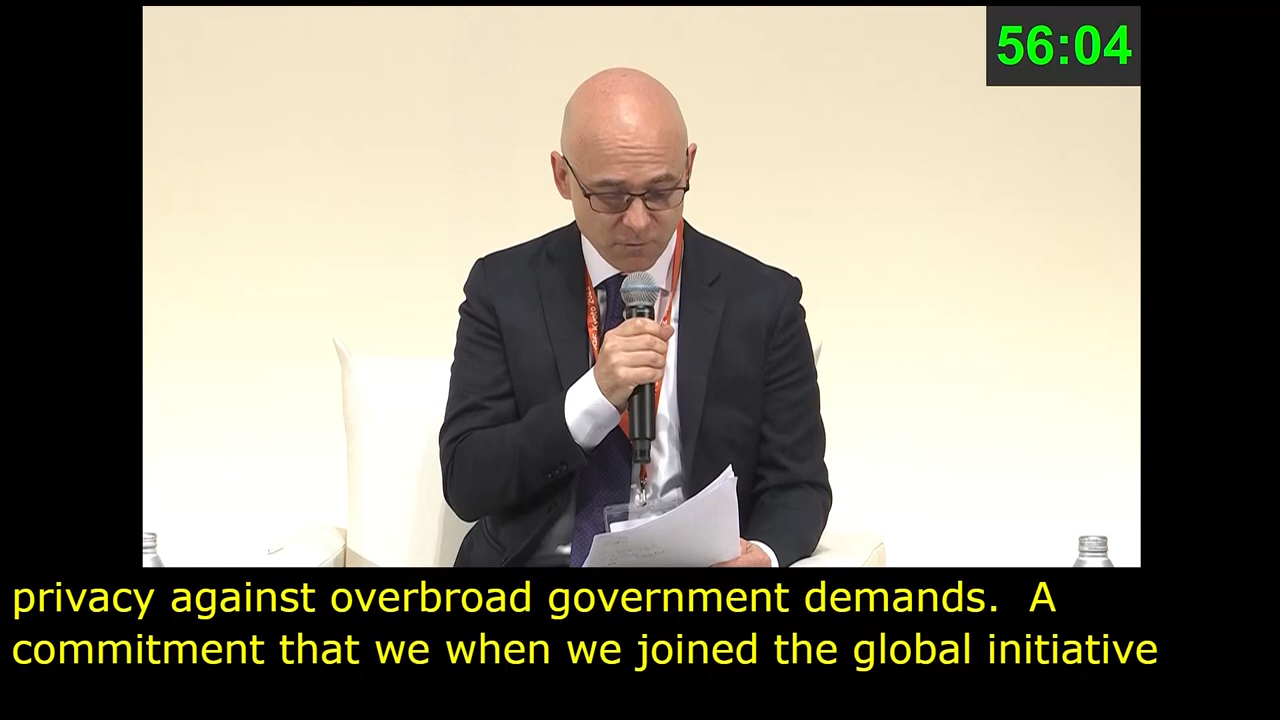 56:04
privacy against overbroad government demands.  A
commitment that we when we joined the global initiative